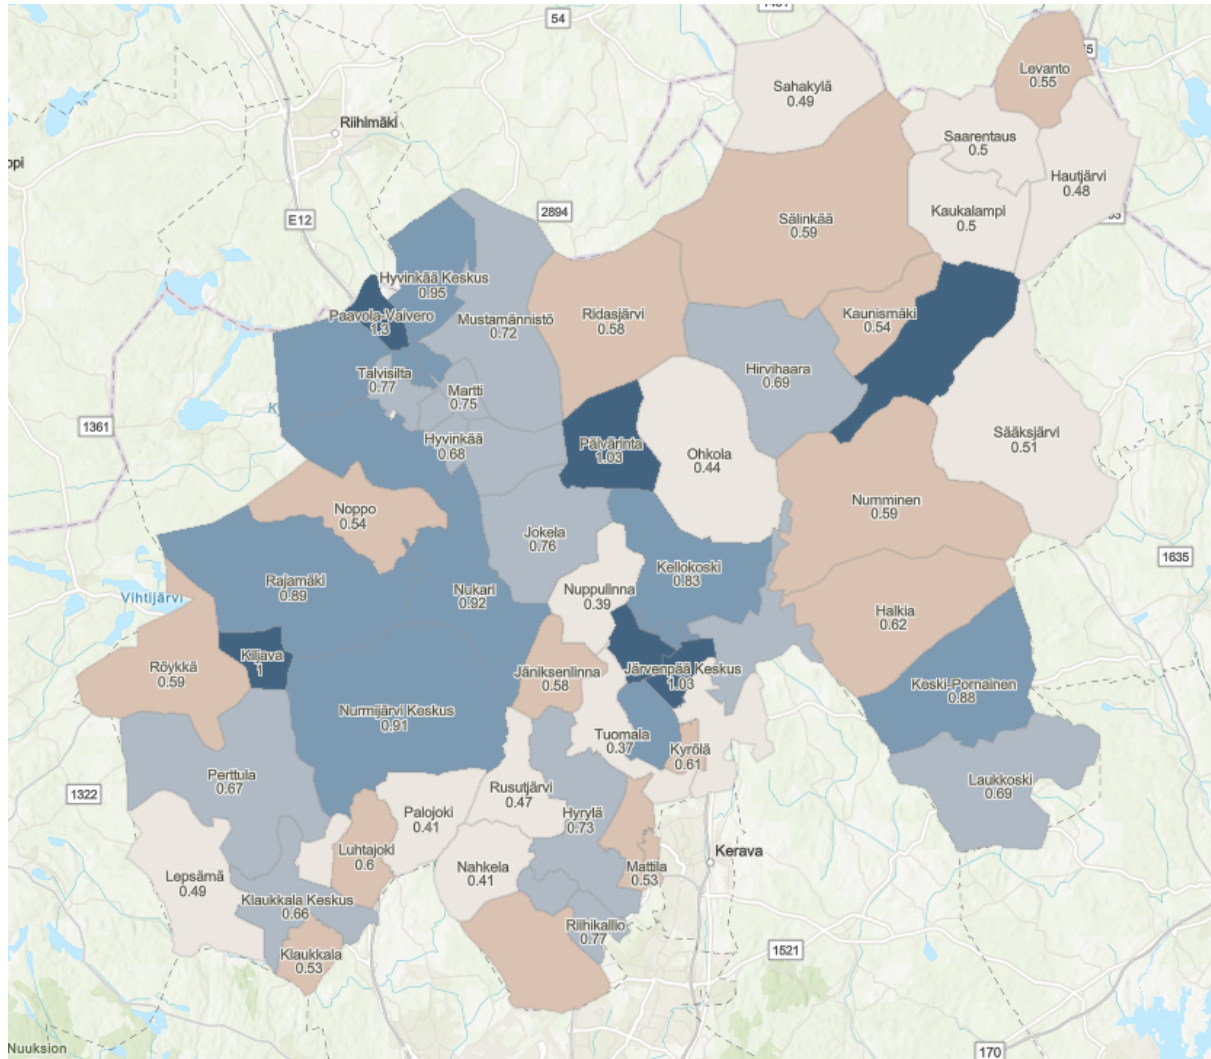 54
Sahakylä
0.49
Levanto
0.55
Riihimäki
Saarentaus
0.5
Hautjärvi
0.48
E12
2894
Sälinkää
0.59
Kaukalampi
0.5
Hyvinkää Keskus
0.95
Paavola-Vaivero
1.3
Mustamännistö
0.72
Ridasjärvi
0.58
Kaunismäki
0.54
Talvisilta
0.77
Martti
0.75
Hirvihaara
0.69
1361
Hyvinkää
0.68
Päivärinta
1.03
Ohkola
0.44
Sääksjärvi
0.51
Noppo
0.54
Numminen
0.59
Jokela
0.76
1635
Rajamäki
0.89
Nukari
0.92
Nuppulinna
0.39
Kellokoski
0.83
Vihtijärvi
Halkia
0.62
Kiljava
1
Röykkä
0.59
Jäniksenlinna
0.58
Järvenpää Keskus
1.03
Keski-Pornainen
0.88
Nurmijärvi Keskus
0.91
Tuomala
0.37
Kyrölä
0.61
Perttula
0.67
Rusutjärvi
0.47
Laukkoski
0.69
1322
Palojoki
0.41
Hyrylä
0.73
Luhtajoki
0.6
Kerava
Lepsämä
0.49
Nahkela
0.41
Mattila
0.53
Klaukkala Keskus
0.66
Riihikallio
0.77
Klaukkala
0.53
1521
Nuuksion
170